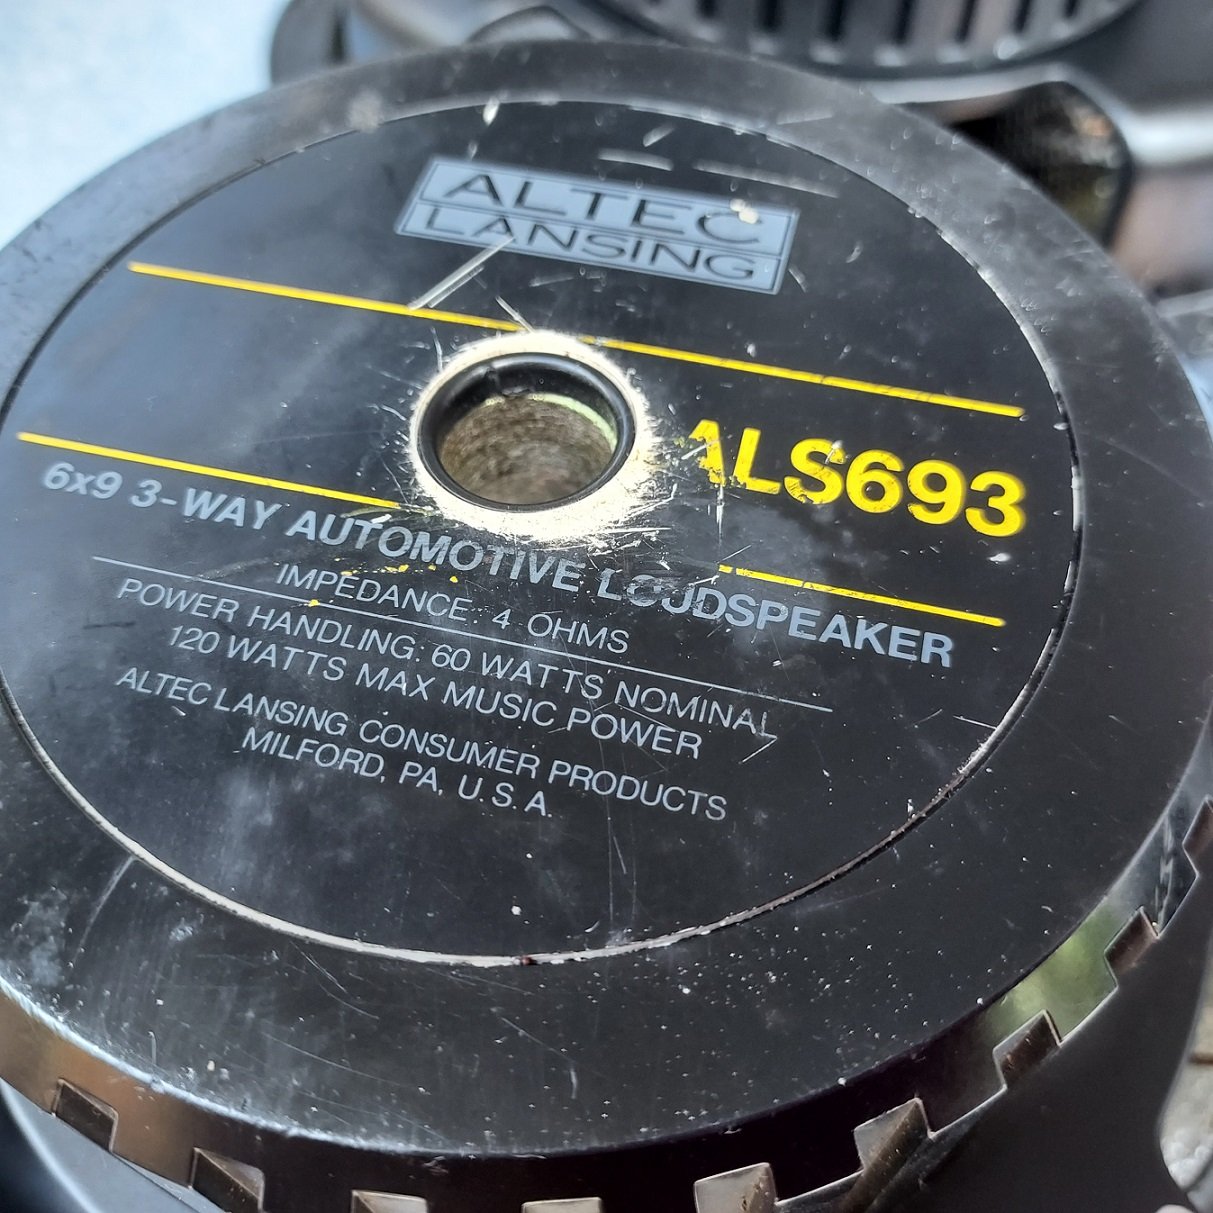 ALTEC
LANSING
ALS693
6x9 3-WAY AUTOMOTIVE LOUDSPEAKER
IMPEDANCE: 4 OHMS
POWER HANDLING: 60 WATTS NOMINAL
120 WATTS MAX MUSIC POWER
ALTEC LANSING CONSUMER PRODUCTS
MILFORD, PA, U.S.A.